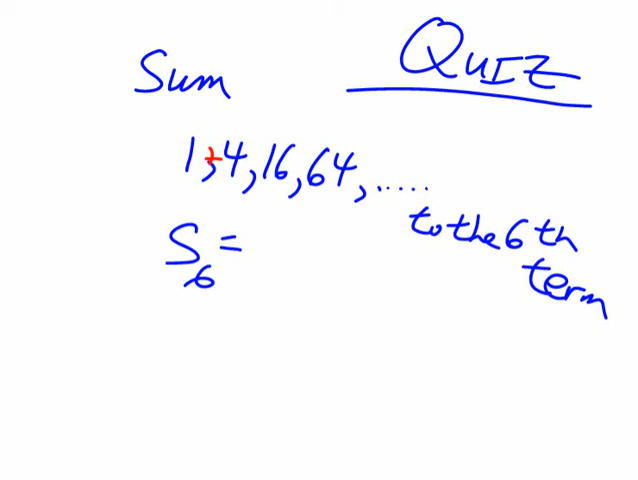 QUIZ
Sum
1,+4,16,64,.....
to the 6th
term
S6=